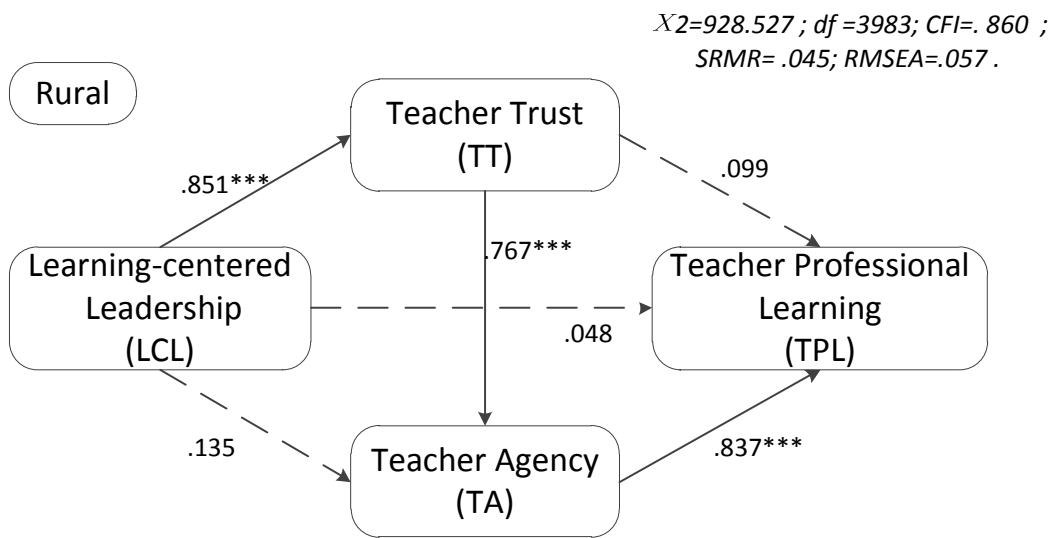 X2=928.527 ; df =3983; CFI=. 860 ;
SRMR= .045; RMSEA=.057 .
Rural
Teacher Trust
(TT)
.851***
.099
.767***
Learning-centered
Leadership
(LCL)
Teacher Professional
Learning
(TPL)
.048
.135
.837***
Teacher Agency
(TA)